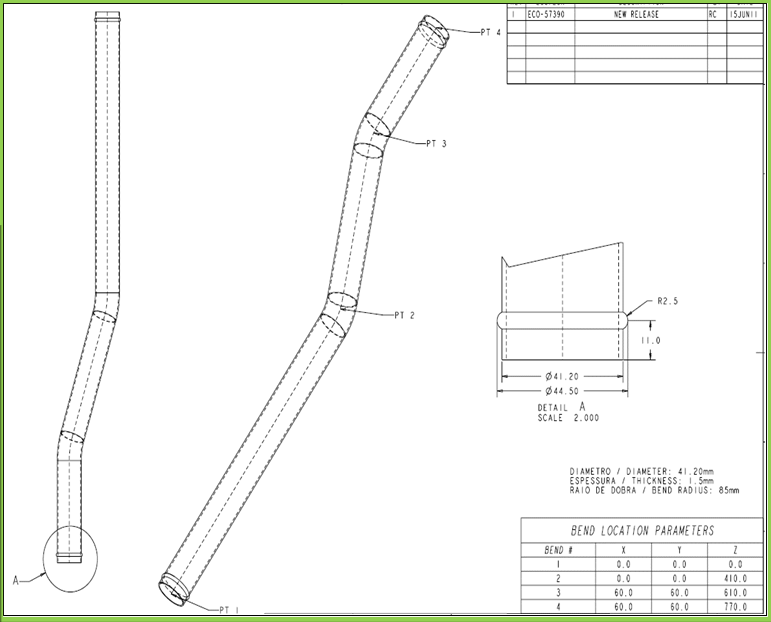 1 ECO-57390 NEW RELEASE RC 15JUN11
PT 4
PT 3
PT 2
PT 1
A
R2.5
11.0
Ø41.20
Ø44.50
DETAIL A
SCALE 2.000
DIAMETRO / DIAMETER: 41.20mm
ESPESSURA / THICKNESS: 1.5mm
RAIO DE DOBRA / BEND RADIUS: 85mm
BEND LOCATION PARAMETERS
BEND # X Y Z
1 0.0 0.0 0.0
2 0.0 0.0 410.0
3 60.0 60.0 610.0
4 60.0 60.0 770.0